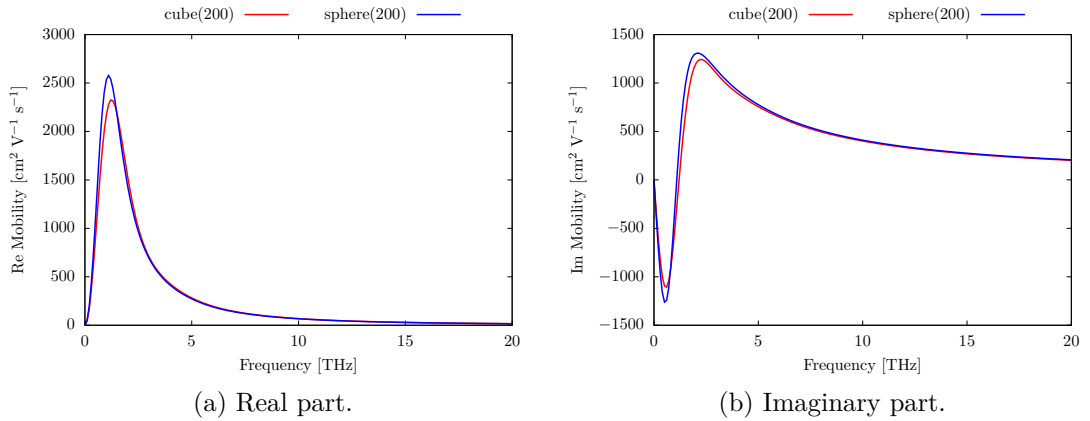 cube(200) sphere(200)
3000
2500
2000
1500
1000
500
0
Re Mobility [cm² V⁻¹ s⁻¹]
0 5 10 15 20
Frequency [THz]
(a) Real part.
cube(200) sphere(200)
1500
1000
500
0
−500
−1000
−1500
Im Mobility [cm² V⁻¹ s⁻¹]
0 5 10 15 20
Frequency [THz]
(b) Imaginary part.